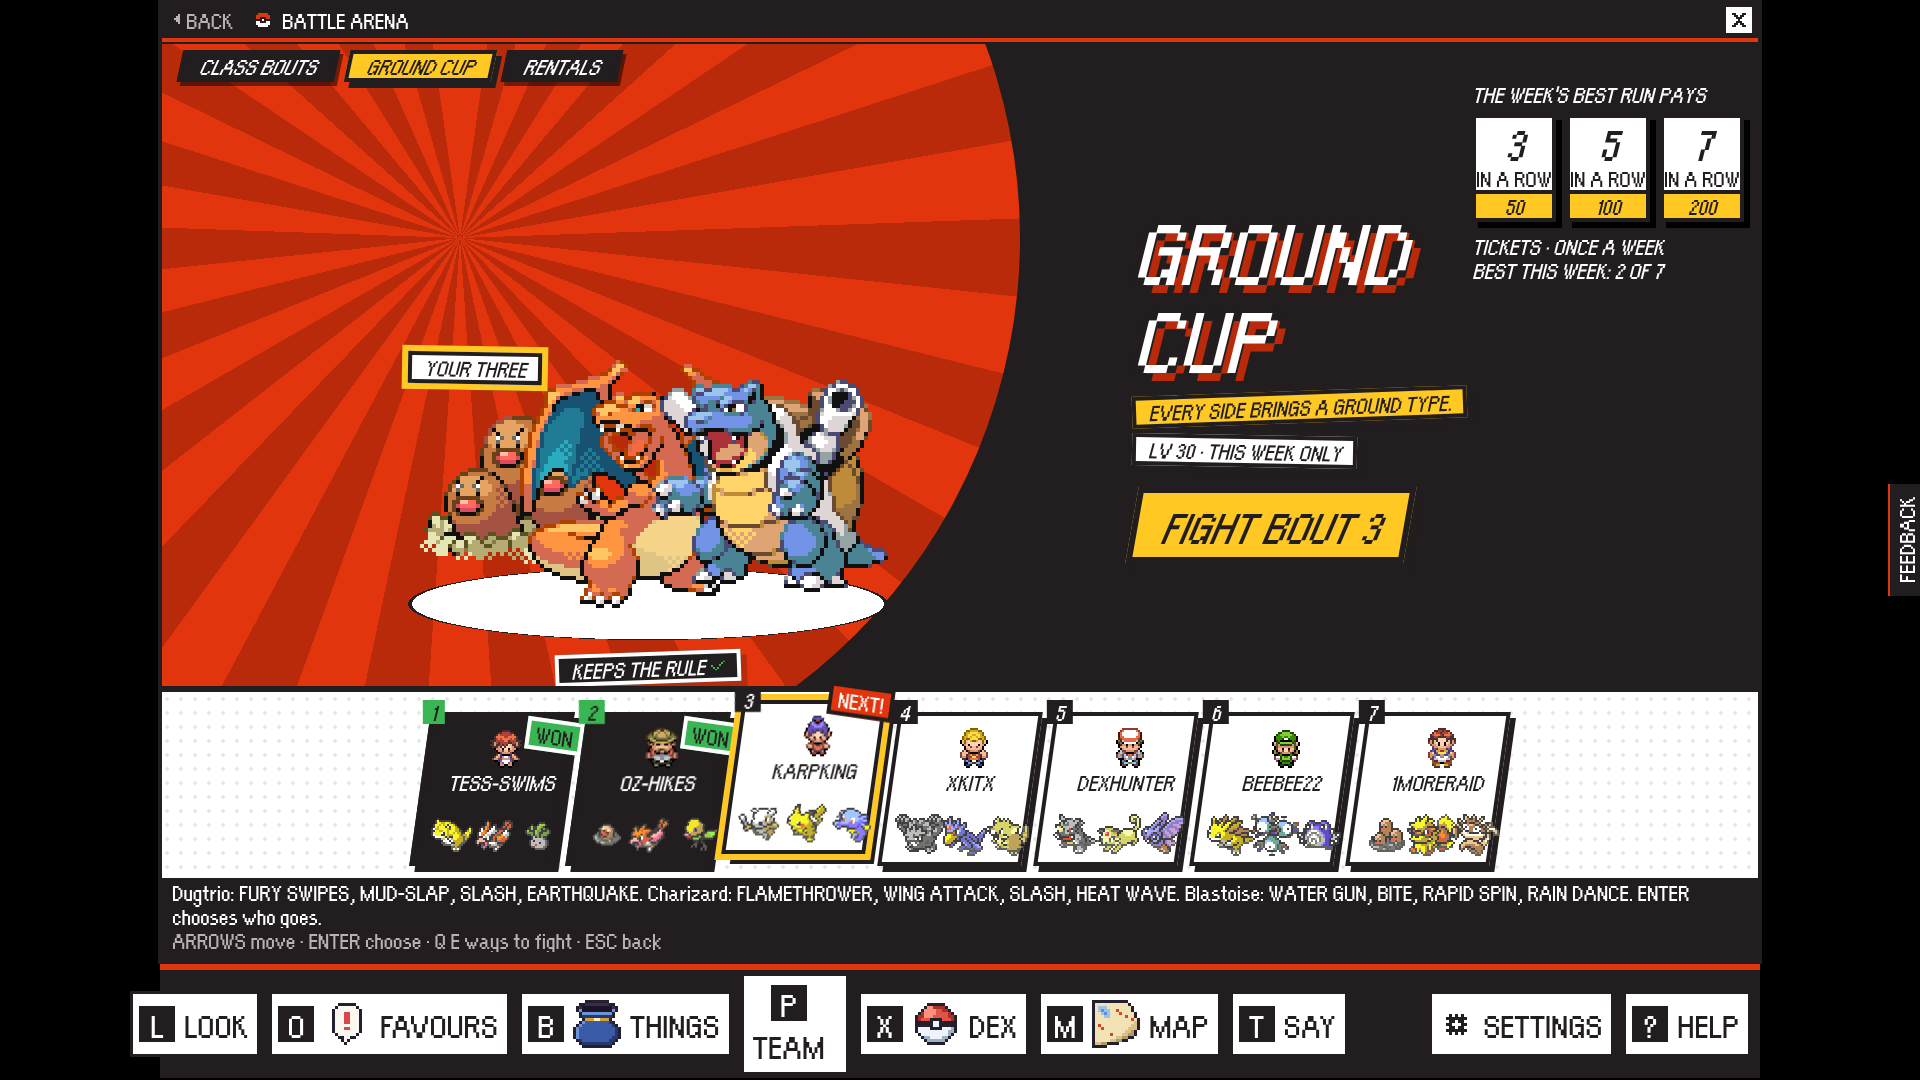 BACK
BATTLE ARENA
X
CLASS BOUTS
GROUND CUP
RENTALS
THE WEEK'S BEST RUN PAYS
3 IN A ROW 50
5 IN A ROW 100
7 IN A ROW 200
TICKETS · ONCE A WEEK
BEST THIS WEEK: 2 OF 7
GROUND
CUP
EVERY SIDE BRINGS A GROUND TYPE.
LV 30 · THIS WEEK ONLY
FIGHT BOUT 3
YOUR THREE
KEEPS THE RULE ✓
FEEDBACK
1 WON TESS-SWIMS
2 WON OZ-HIKES
3 NEXT! KARPKING
4 XKITX
5 DEXHUNTER
6 BEEBEE22
7 1MORERAID
Dugtrio: FURY SWIPES, MUD-SLAP, SLASH, EARTHQUAKE. Charizard: FLAMETHROWER, WING ATTACK, SLASH, HEAT WAVE. Blastoise: WATER GUN, BITE, RAPID SPIN, RAIN DANCE. ENTER
chooses who goes.
ARROWS move · ENTER choose · Q E ways to fight · ESC back
L LOOK
O FAVOURS
B THINGS
P TEAM
X DEX
M MAP
T SAY
SETTINGS
? HELP